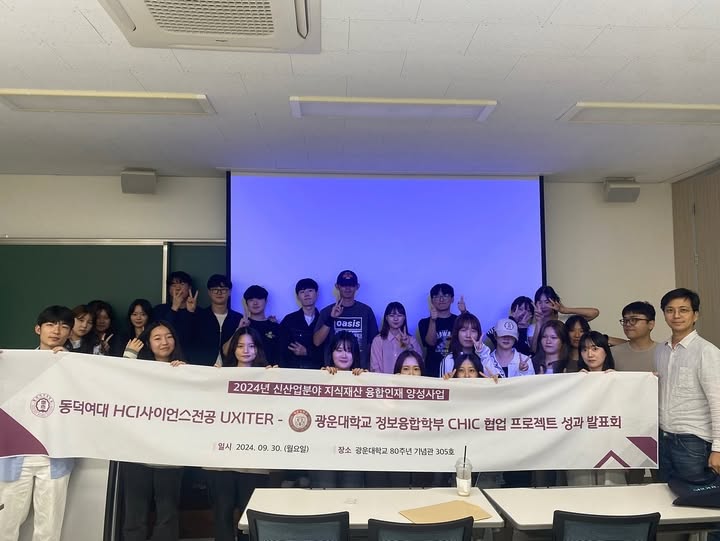 2024년 신산업분야 지식재산 융합인재 양성사업
동덕여대 HCI사이언스전공 UXITER - 광운대학교 정보융합학부 CHIC 협업 프로젝트 성과 발표회
일시 2024. 09. 30. (월요일) 장소 광운대학교 80주년 기념관 305호
oasis